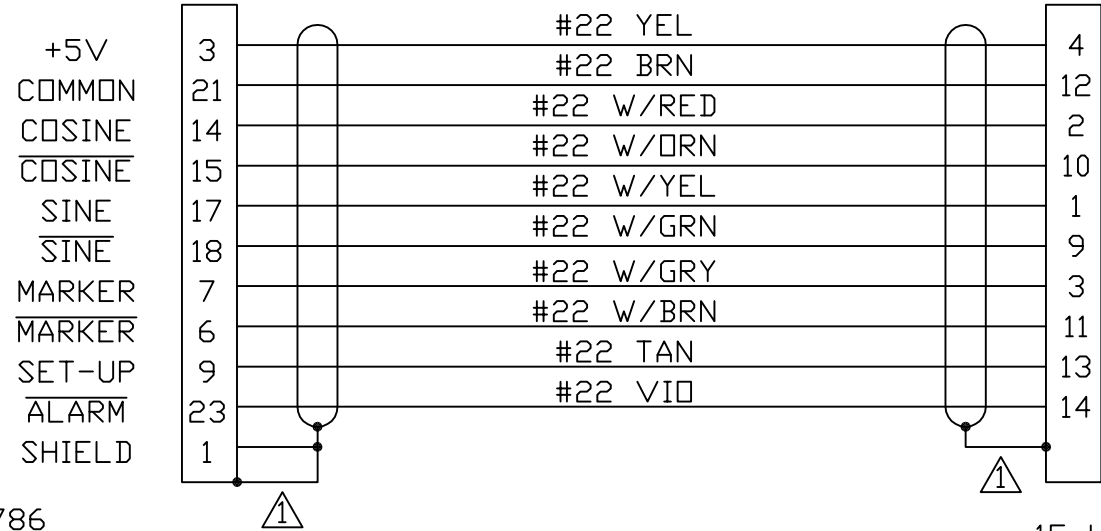 #22 YEL
+5V 3 4
#22 BRN
COMMON 21 12
#22 W/RED
COSINE 14 2
#22 W/ORN
COSINE 15 10
#22 W/YEL
SINE 17 1
#22 W/GRN
SINE 18 9
#22 W/GRY
MARKER 7 3
#22 W/BRN
MARKER 6 11
#22 TAN
SET-UP 9 13
#22 VIO
ALARM 23 14
SHIELD 1
1
1